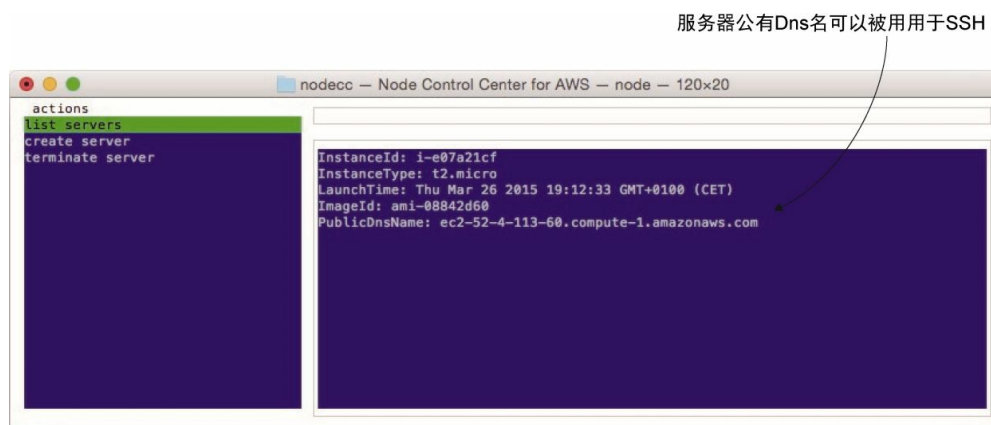 服务器公有Dns名可以被用用于SSH
nodecc — Node Control Center for AWS — node — 120×20
actions
list servers
create server
terminate server
InstanceId: i-e07a21cf
InstanceType: t2.micro
LaunchTime: Thu Mar 26 2015 19:12:33 GMT+0100 (CET)
ImageId: ami-08842d60
PublicDnsName: ec2-52-4-113-60.compute-1.amazonaws.com